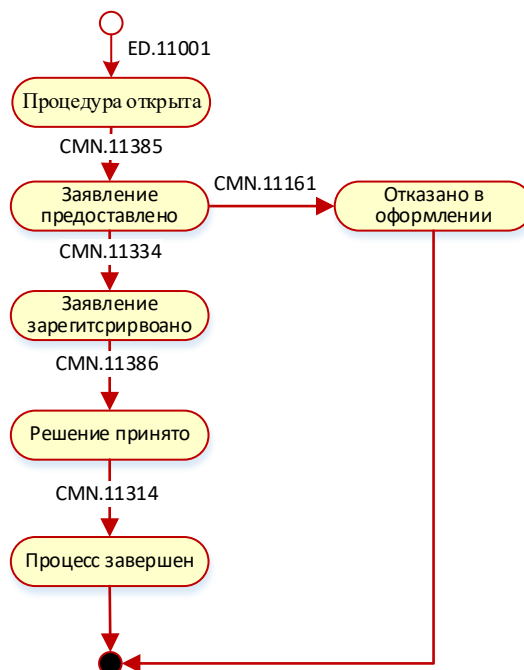 ED.11001
Процедура открыта
CMN.11385
CMN.11161
Заявление
предоставлено
Отказано в
оформлении
CMN.11334
Заявление
зарегитсрирвоано
CMN.11386
Решение принято
CMN.11314
Процесс завершен